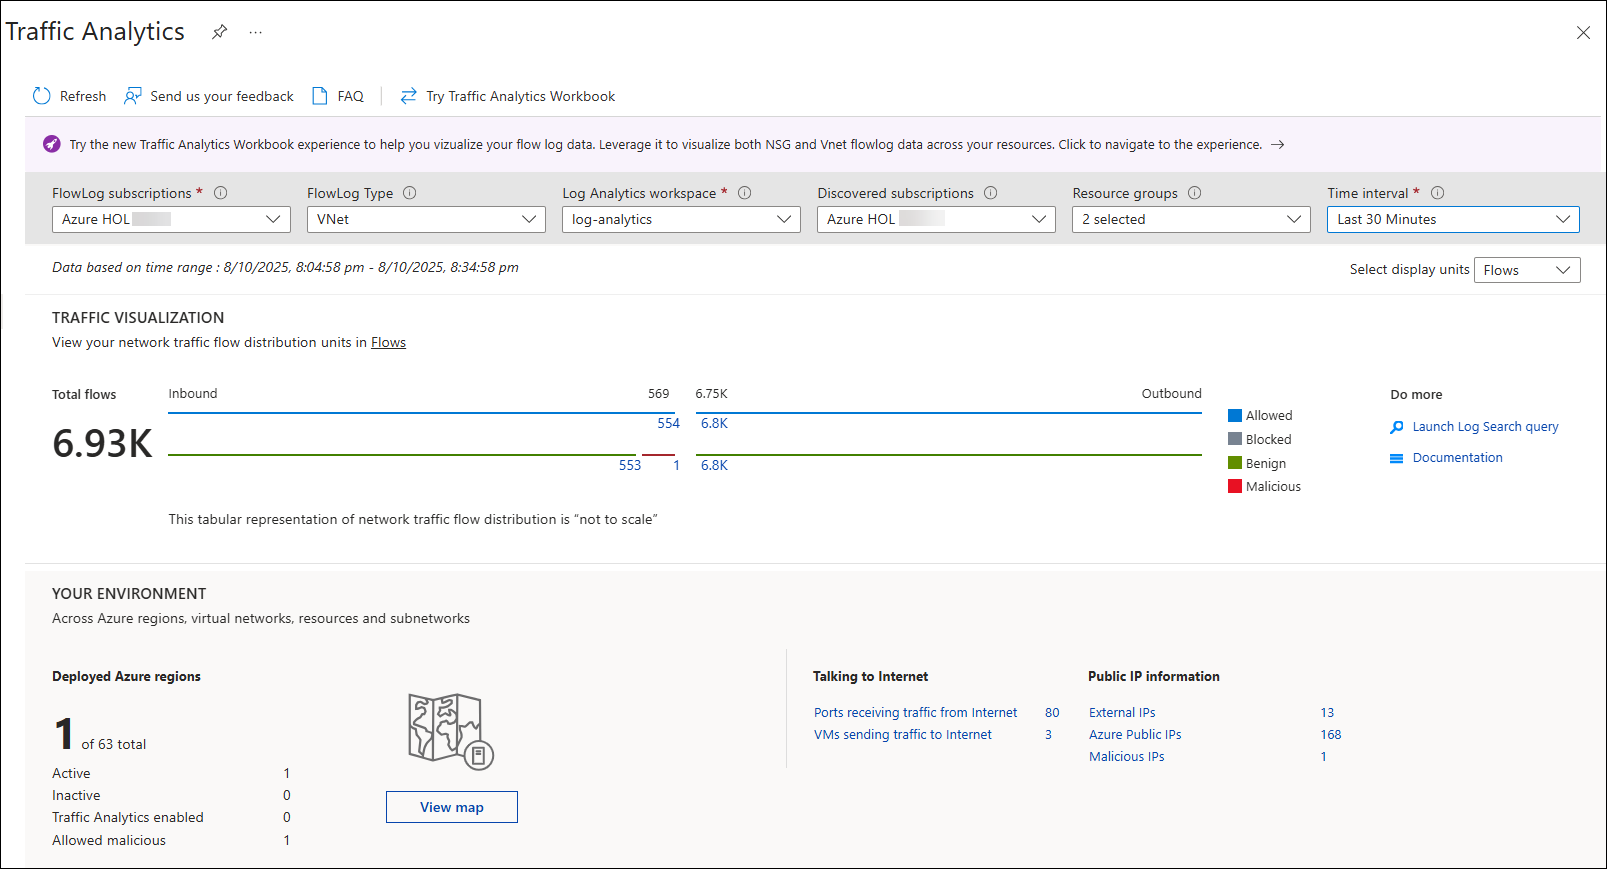 Traffic Analytics
Refresh Send us your feedback FAQ Try Traffic Analytics Workbook
Try the new Traffic Analytics Workbook experience to help you vizualize your flow log data. Leverage it to visualize both NSG and Vnet flowlog data across your resources. Click to navigate to the experience. →
FlowLog subscriptions * FlowLog Type Log Analytics workspace * Discovered subscriptions Resource groups Time interval *
Azure HOL VNet log-analytics Azure HOL 2 selected Last 30 Minutes
Data based on time range : 8/10/2025, 8:04:58 pm - 8/10/2025, 8:34:58 pm
Select display units Flows
TRAFFIC VISUALIZATION
View your network traffic flow distribution units in Flows
Total flows
6.93K
Inbound 569 6.75K Outbound
554 6.8K
553 1 6.8K
Allowed
Blocked
Benign
Malicious
Do more
Launch Log Search query
Documentation
This tabular representation of network traffic flow distribution is “not to scale”
YOUR ENVIRONMENT
Across Azure regions, virtual networks, resources and subnetworks
Deployed Azure regions
1 of 63 total
Active 1
Inactive 0
Traffic Analytics enabled 0
Allowed malicious 1
View map
Talking to Internet
Ports receiving traffic from Internet 80
VMs sending traffic to Internet 3
Public IP information
External IPs 13
Azure Public IPs 168
Malicious IPs 1